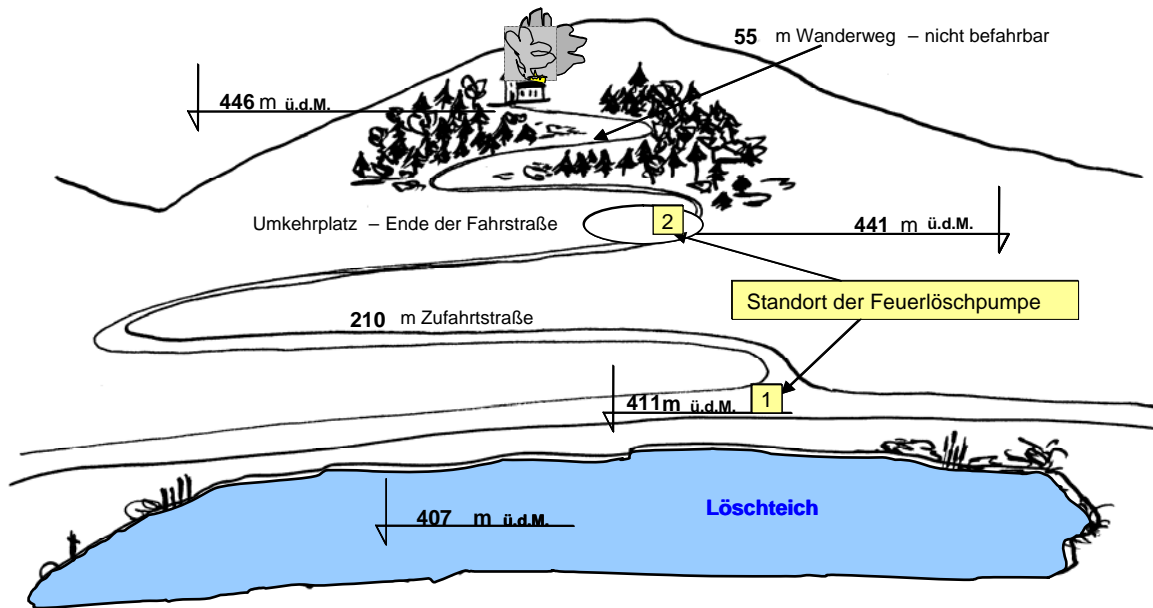 55 m Wanderweg – nicht befahrbar
446 m ü.d.M.
Umkehrplatz – Ende der Fahrstraße
2
441 m ü.d.M.
Standort der Feuerlöschpumpe
210 m Zufahrtstraße
411m ü.d.M.
1
Löschteich
407 m ü.d.M.